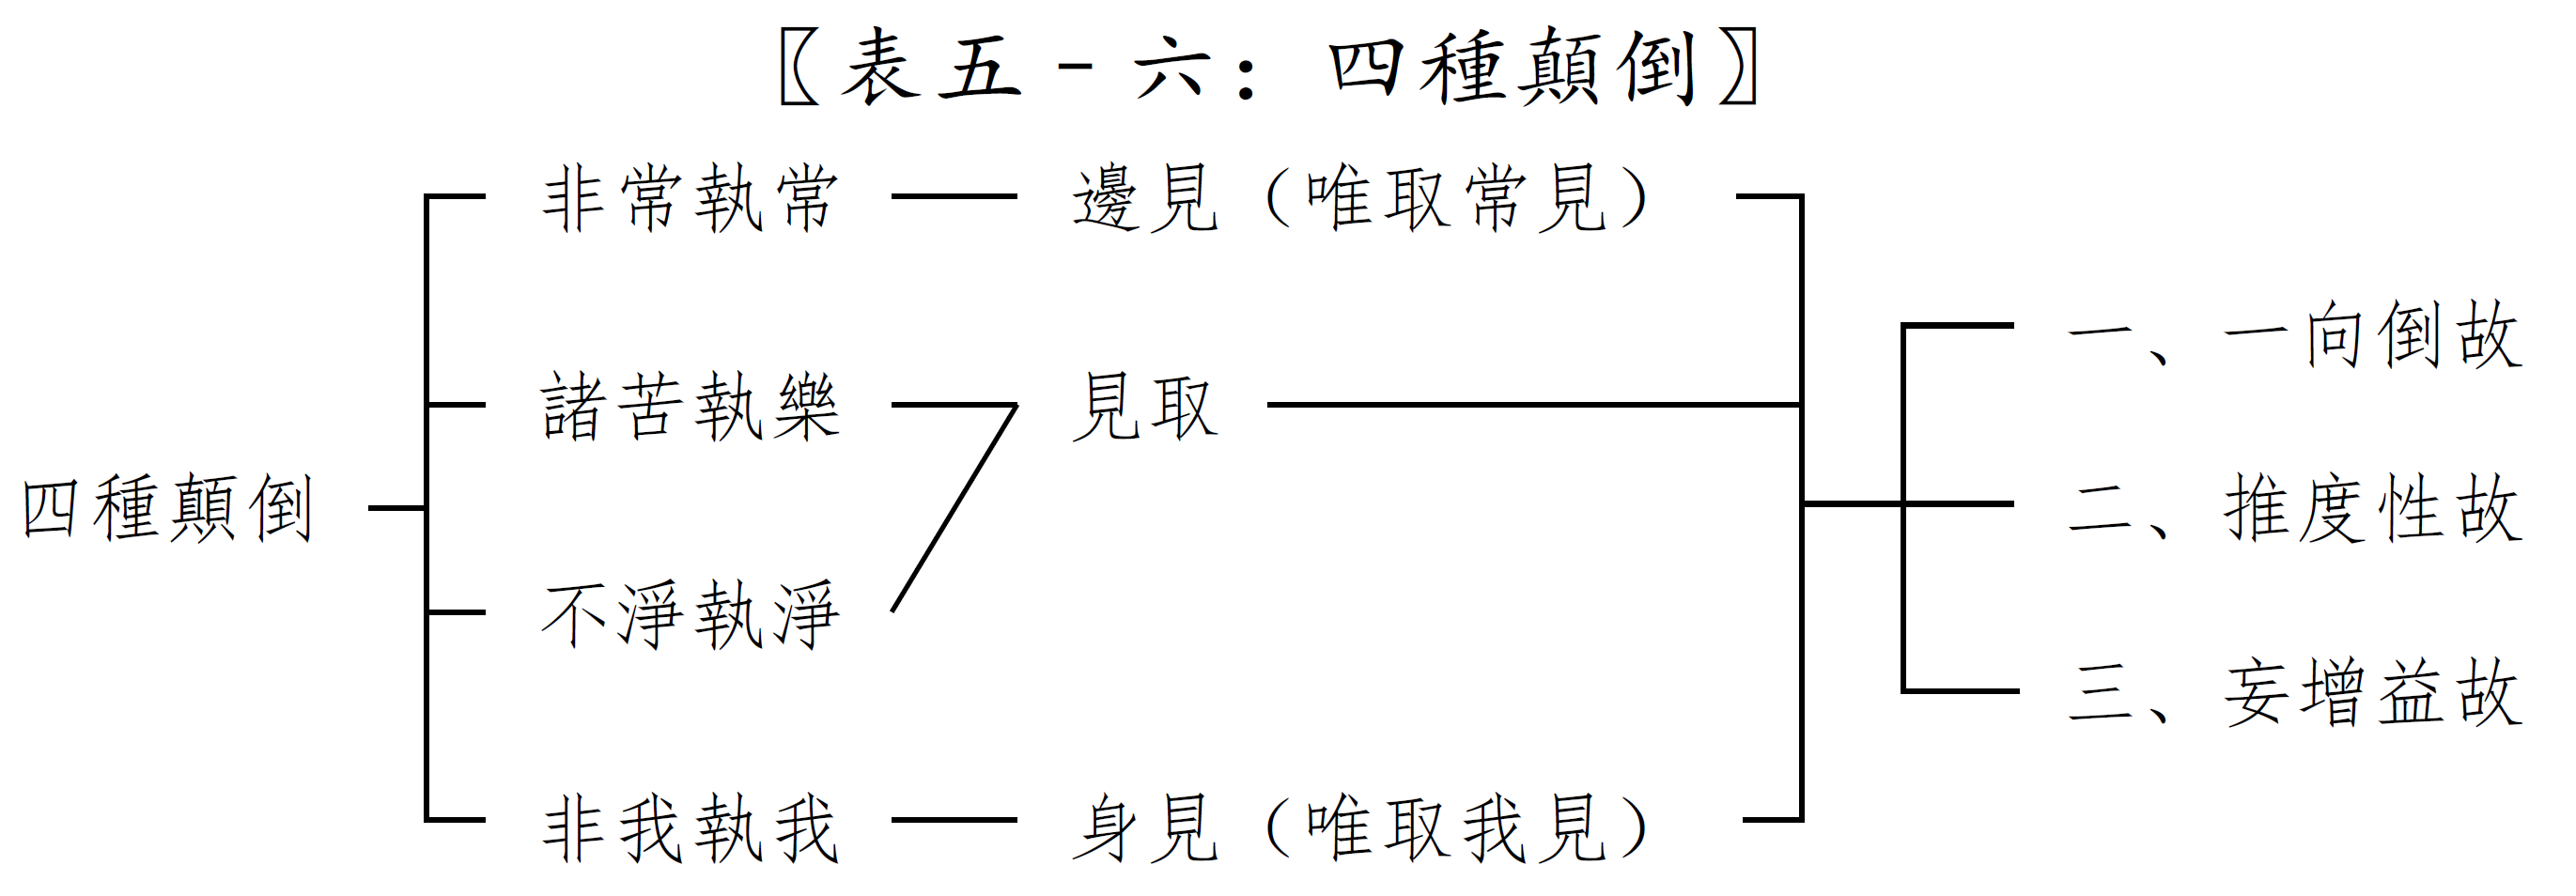 〖表五-六：四種顛倒〗
非常執常 邊見（唯取常見）
一、一向倒故
諸苦執樂 見取
四種顛倒
二、推度性故
不淨執淨
三、妄增益故
非我執我 身見（唯取我見）